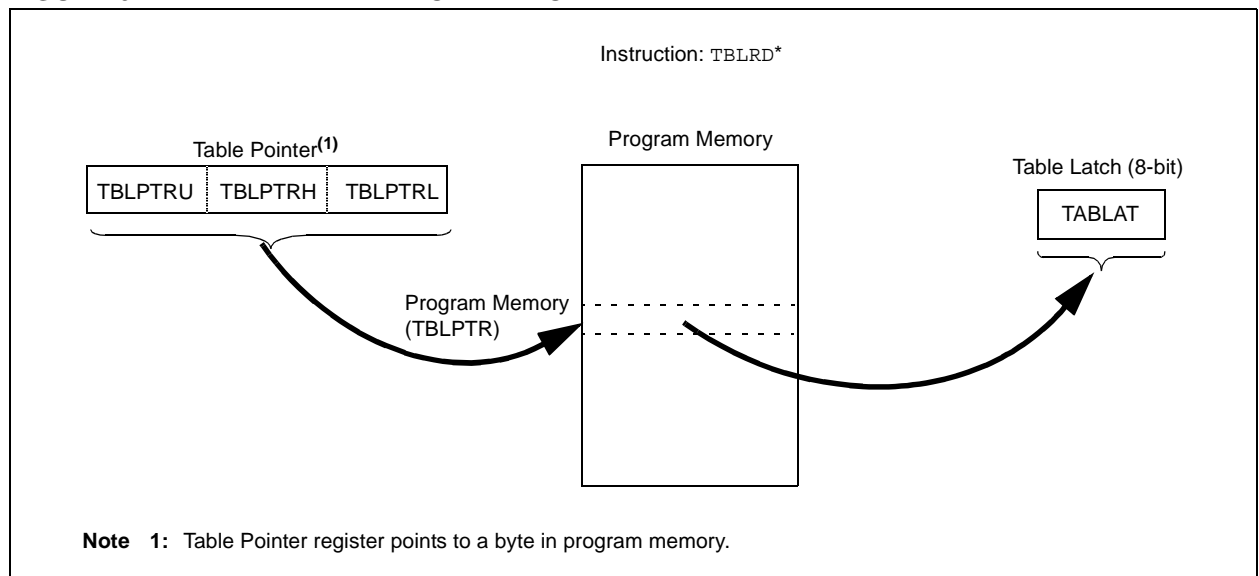 Instruction: TBLRD*
Table Pointer(1)
TBLPTRU TBLPTRH TBLPTRL
Program Memory
Table Latch (8-bit)
TABLAT
Program Memory
(TBLPTR)
Note 1: Table Pointer register points to a byte in program memory.